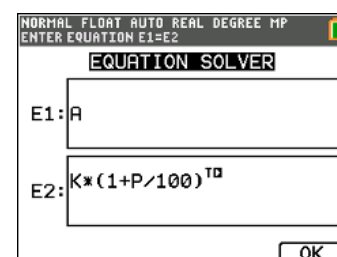 NORMAL FLOAT AUTO REAL DEGREE MP
ENTER EQUATION E1=E2
EQUATION SOLVER
E1: A
E2: K*(1+P/100)^T
OK